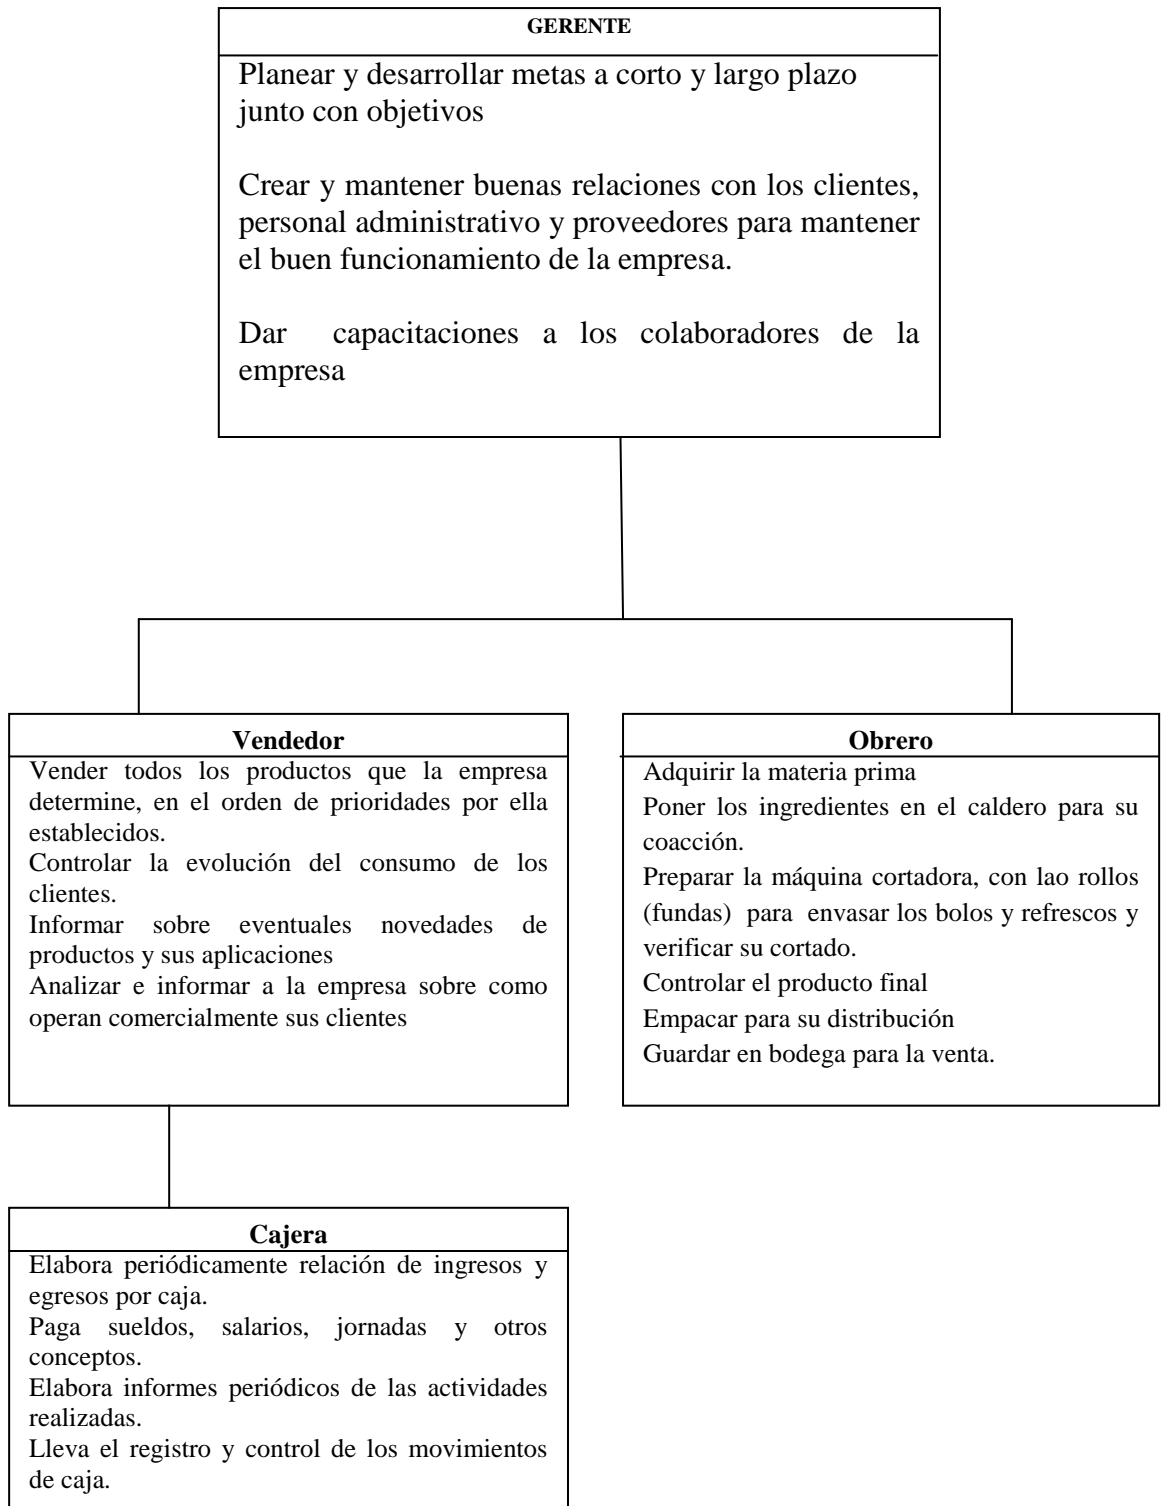 GERENTE
Planear y desarrollar metas a corto y largo plazo
junto con objetivos
Crear y mantener buenas relaciones con los clientes,
personal administrativo y proveedores para mantener
el buen funcionamiento de la empresa.
Dar capacitaciones a los colaboradores de la
empresa
Vendedor
Vender todos los productos que la empresa
determine, en el orden de prioridades por ella
establecidos.
Controlar la evolución del consumo de los
clientes.
Informar sobre eventuales novedades de
productos y sus aplicaciones
Analizar e informar a la empresa sobre como
operan comercialmente sus clientes
Obrero
Adquirir la materia prima
Poner los ingredientes en el caldero para su
coacción.
Preparar la máquina cortadora, con lao rollos
(fundas) para envasar los bolos y refrescos y
verificar su cortado.
Controlar el producto final
Empacar para su distribución
Guardar en bodega para la venta.
Cajera
Elabora periódicamente relación de ingresos y
egresos por caja.
Paga sueldos, salarios, jornadas y otros
conceptos.
Elabora informes periódicos de las actividades
realizadas.
Lleva el registro y control de los movimientos
de caja.